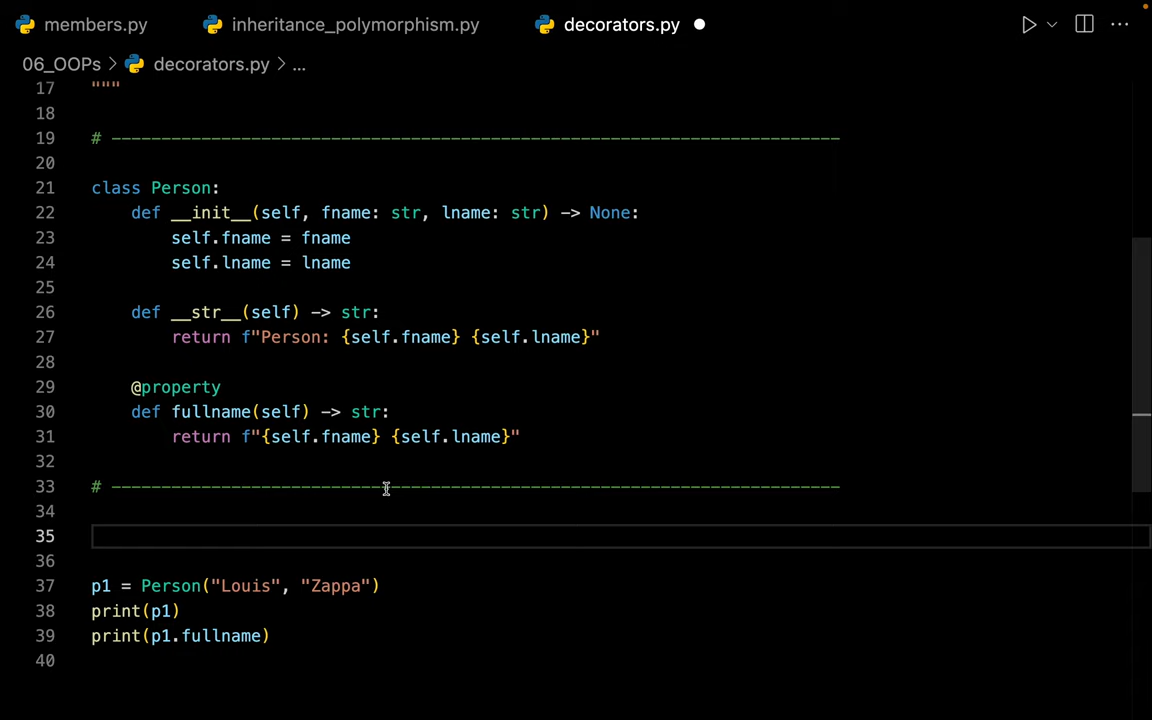 members.py inheritance_polymorphism.py decorators.py
06_OOPs > decorators.py > ...
17 """
18
19 # -------------------------------------------------------------------------
20
21 class Person:
22     def __init__(self, fname: str, lname: str) -> None:
23         self.fname = fname
24         self.lname = lname
25
26     def __str__(self) -> str:
27         return f"Person: {self.fname} {self.lname}"
28
29     @property
30     def fullname(self) -> str:
31         return f"{self.fname} {self.lname}"
32
33 # -------------------------------------------------------------------------
34
35
36
37 p1 = Person("Louis", "Zappa")
38 print(p1)
39 print(p1.fullname)
40